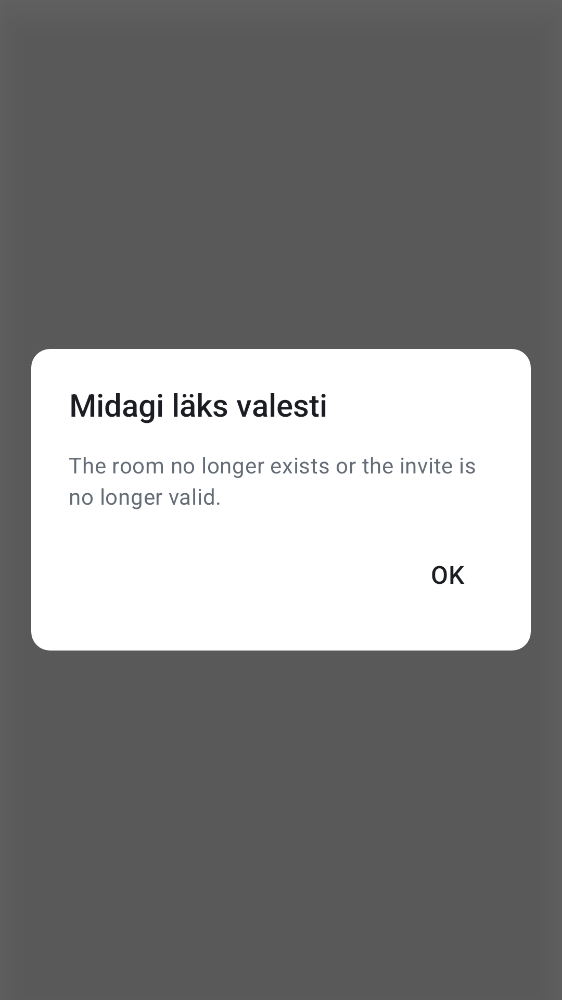 Midagi läks valesti
The room no longer exists or the invite is
no longer valid.
OK